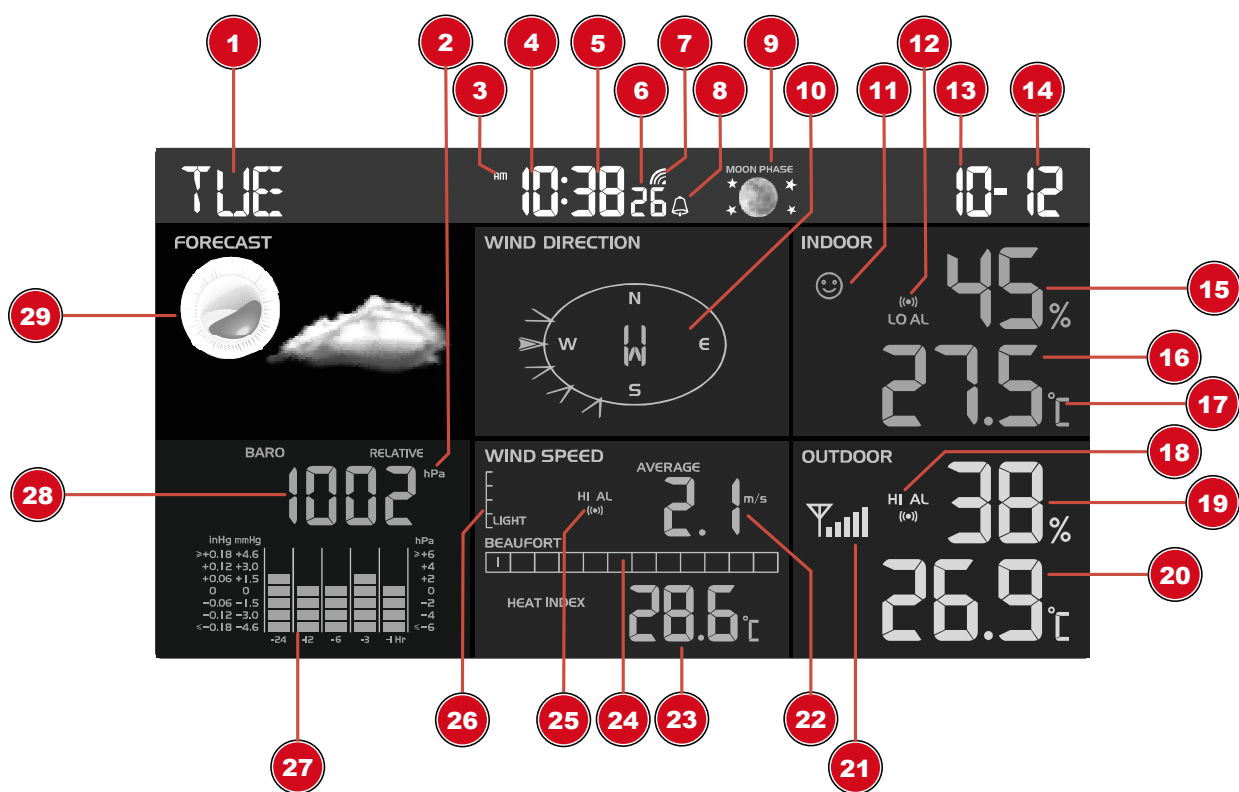 1 2 3 4 5 6 7 8 9 10 11 12 13 14
TUE AM 10:38 26 MOON PHASE 10-12
FORECAST
WIND DIRECTION
N
W W E
S
INDOOR
45 %
LO AL
27.5 °C
15
16
17
29
BARO RELATIVE
1002 hPa
28
inHg mmHg hPa
≥+0.18 +4.6 ≥+6
+0.12 +3.0 +4
+0.06 +1.5 +2
0 0 0
-0.06 -1.5 -2
-0.12 -3.0 -4
≤-0.18 -4.6 ≤-6
-24 -12 -6 -3 -1 Hr
WIND SPEED
AVERAGE
HI AL 2.1 m/s
LIGHT
BEAUFORT
1
HEAT INDEX 28.6 °C
OUTDOOR
HI AL 38 %
26.9 °C
18
19
20
26 25 24 23 22
27 21